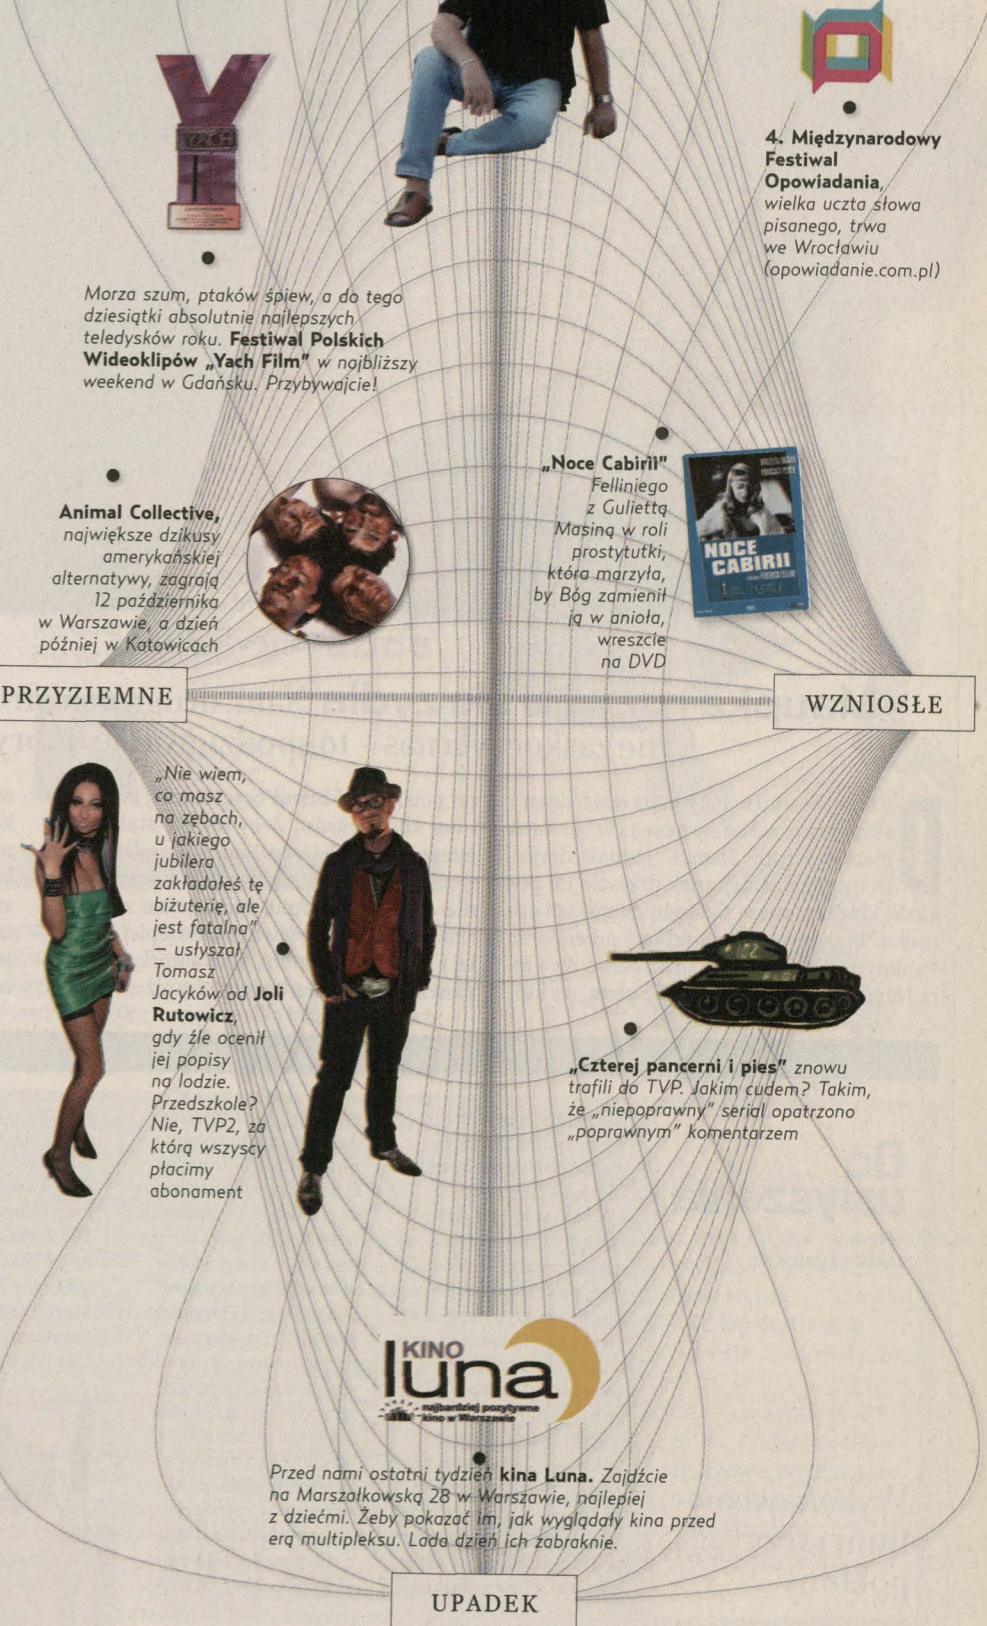 YACH
4. Międzynarodowy
Festiwal
Opowiadania,
wielka uczta słowa
pisanego, trwa
we Wrocławiu
(opowiadanie.com.pl)
Morza szum, ptaków śpiew, a do tego
dziesiątki absolutnie najlepszych
teledysków roku. Festiwal Polskich
Wideoklipów „Yach Film” w najbliższy
weekend w Gdańsku. Przybywajcie!
Animal Collective,
największe dzikusy
amerykańskiej
alternatywy, zagrają
12 października
w Warszawie, a dzień
później w Katowicach
„Noce Cabirii”
Felliniego
z Guliettą
Masiną w roli
prostytutki,
która marzyła,
by Bóg zamienił
ją w anioła,
wreszcie
na DVD
NOCE
CABIRII
PRZYZIEMNE
WZNIOSŁE
„Nie wiem,
co masz
na zębach,
u jakiego
jubilera
zakładałeś tę
biżuterię, ale
jest fatalna”
– usłyszał
Tomasz
Jacyków od Joli
Rutowicz,
gdy źle ocenił
jej popisy
na lodzie.
Przedszkole?
Nie, TVP2, za
którą wszyscy
płacimy
abonament
„Czterej pancerni i pies” znowu
trafili do TVP. Jakim cudem? Takim,
że „niepoprawny” serial opatrzono
„poprawnym” komentarzem
KINO
luna
najbardziej pozytywne
kino w Warszawie
Przed nami ostatni tydzień kina Luna. Zajdźcie
na Marszałkowską 28 w Warszawie, najlepiej
z dziećmi. Żeby pokazać im, jak wyglądały kina przed
erą multipleksu. Lada dzień ich zabraknie.
UPADEK